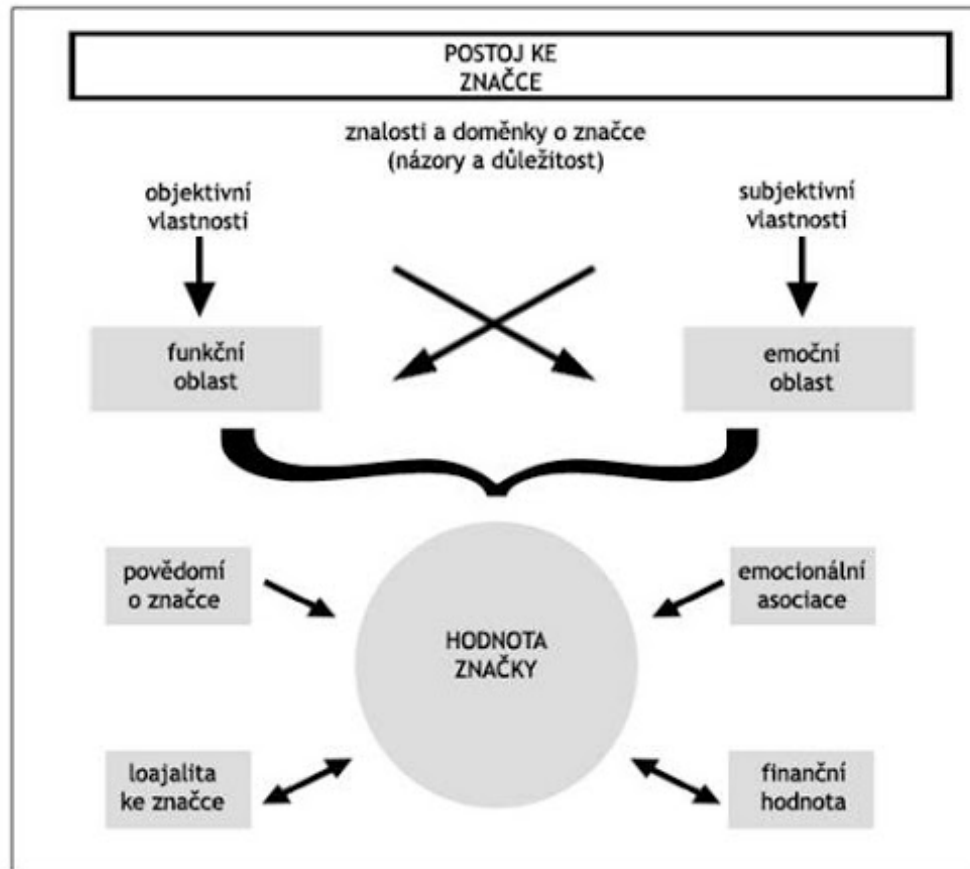 POSTOJ KE
ZNAČCE
znalosti a doměnky o značce
(názory a důležitost)
objektivní
vlastnosti
subjektivní
vlastnosti
funkční
oblast
emoční
oblast
povědomí
o značce
emocionální
asociace
HODNOTA
ZNAČKY
loajalita
ke značce
finanční
hodnota